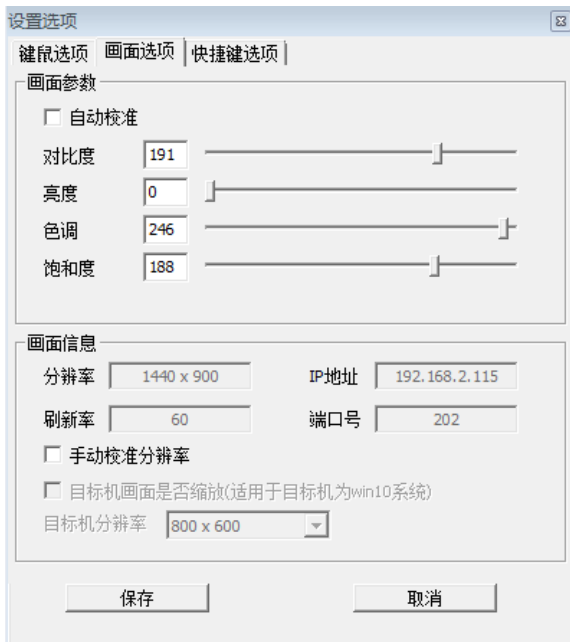 设置选项
键鼠选项 画面选项 快捷键选项
画面参数
自动校准
对比度 191
亮度 0
色调 246
饱和度 188
画面信息
分辨率 1440 x 900 IP地址 192.168.2.115
刷新率 60 端口号 202
手动校准分辨率
目标机画面是否缩放(适用于目标机为win10系统)
目标机分辨率 800 x 600
保存 取消